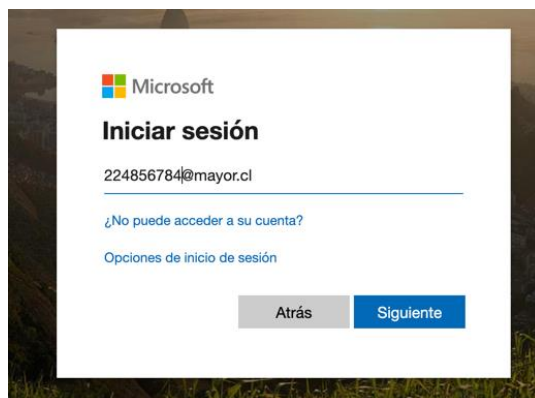 Microsoft
Iniciar sesión
224856784@mayor.cl
¿No puede acceder a su cuenta?
Opciones de inicio de sesión
Atrás
Siguiente